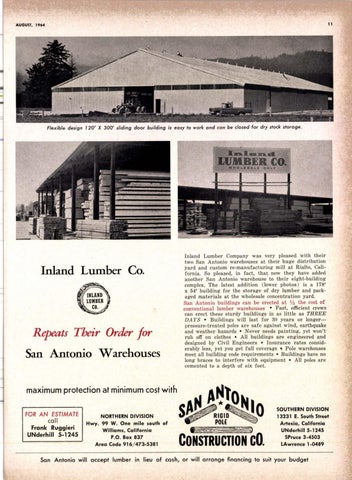 AUGUST, 1964
11
Flexible design 120' X 300' sliding door building is easy to work and can be closed for dry stock storage.
Inland
LUMBER CO.
WHOLESALE ONLY
Inland Lumber Co.
INLAND
LUMBER
CO.
Repeats Their Order for
San Antonio Warehouses
Inland Lumber Company was very pleased with their
two San Antonio warehouses at their huge distribution
yard and custom re-manufacturing mill at Rialto, Cali-
fornia. So pleased, in fact, that now they have added
another San Antonio warehouse to their eight-building
complex. The latest addition (lower photos) is a 178'
x 54' building for the storage of dry lumber and pack-
aged materials at the wholesale concentration yard.
San Antonio buildings can be erected at ½ the cost of
conventional lumber warehouses • Fast, efficient crews
can erect these sturdy buildings in as little as THREE
DAYS • Buildings will last for 50 years or longer—
pressure-treated poles are safe against wind, earthquake
and weather hazards • Never needs painting, yet won't
rub off on clothes • All buildings are engineered and
designed by Civil Engineers • Insurance rates consid-
erably less, yet you get full coverage • Pole warehouses
meet all building code requirements • Buildings have no
long braces to interfere with equipment • All poles are
cemented to a depth of six feet.
maximum protection at minimum cost with
FOR AN ESTIMATE
call
Frank Ruggieri
UNderhill 5-1245
NORTHERN DIVISION
Hwy. 99 W. One mile south of
Williams, California
P.O. Box 837
Area Code 916/473-5381
SAN ANTONIO
RIGID
POLE
CONSTRUCTION CO.
SOUTHERN DIVISION
12231 E. South Street
Artesia, California
UNderhill 5-1245
SPruce 3-4503
LAwrence 1-0489
San Antonio will accept lumber in lieu of cash, or will arrange financing to suit your budget